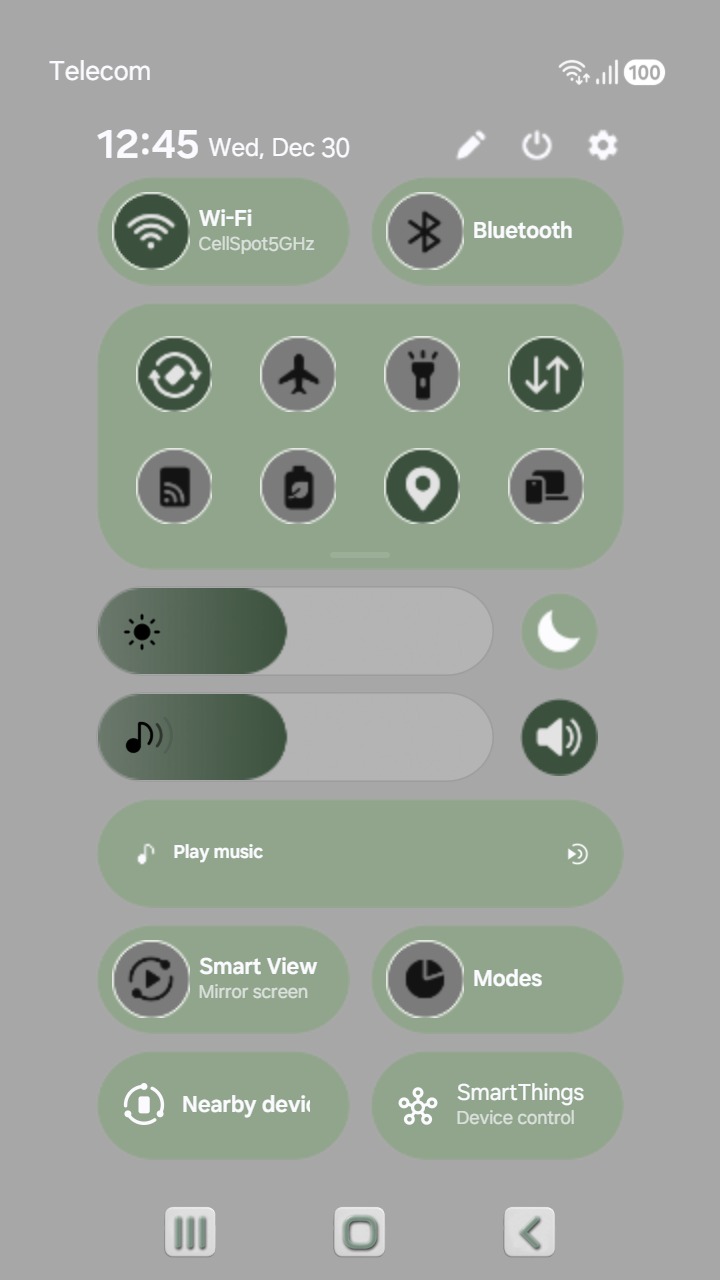 Telecom
100
12:45 Wed, Dec 30
Wi-Fi
CellSpot5GHz
Bluetooth
Play music
Smart View
Mirror screen
Modes
Nearby devi
SmartThings
Device control